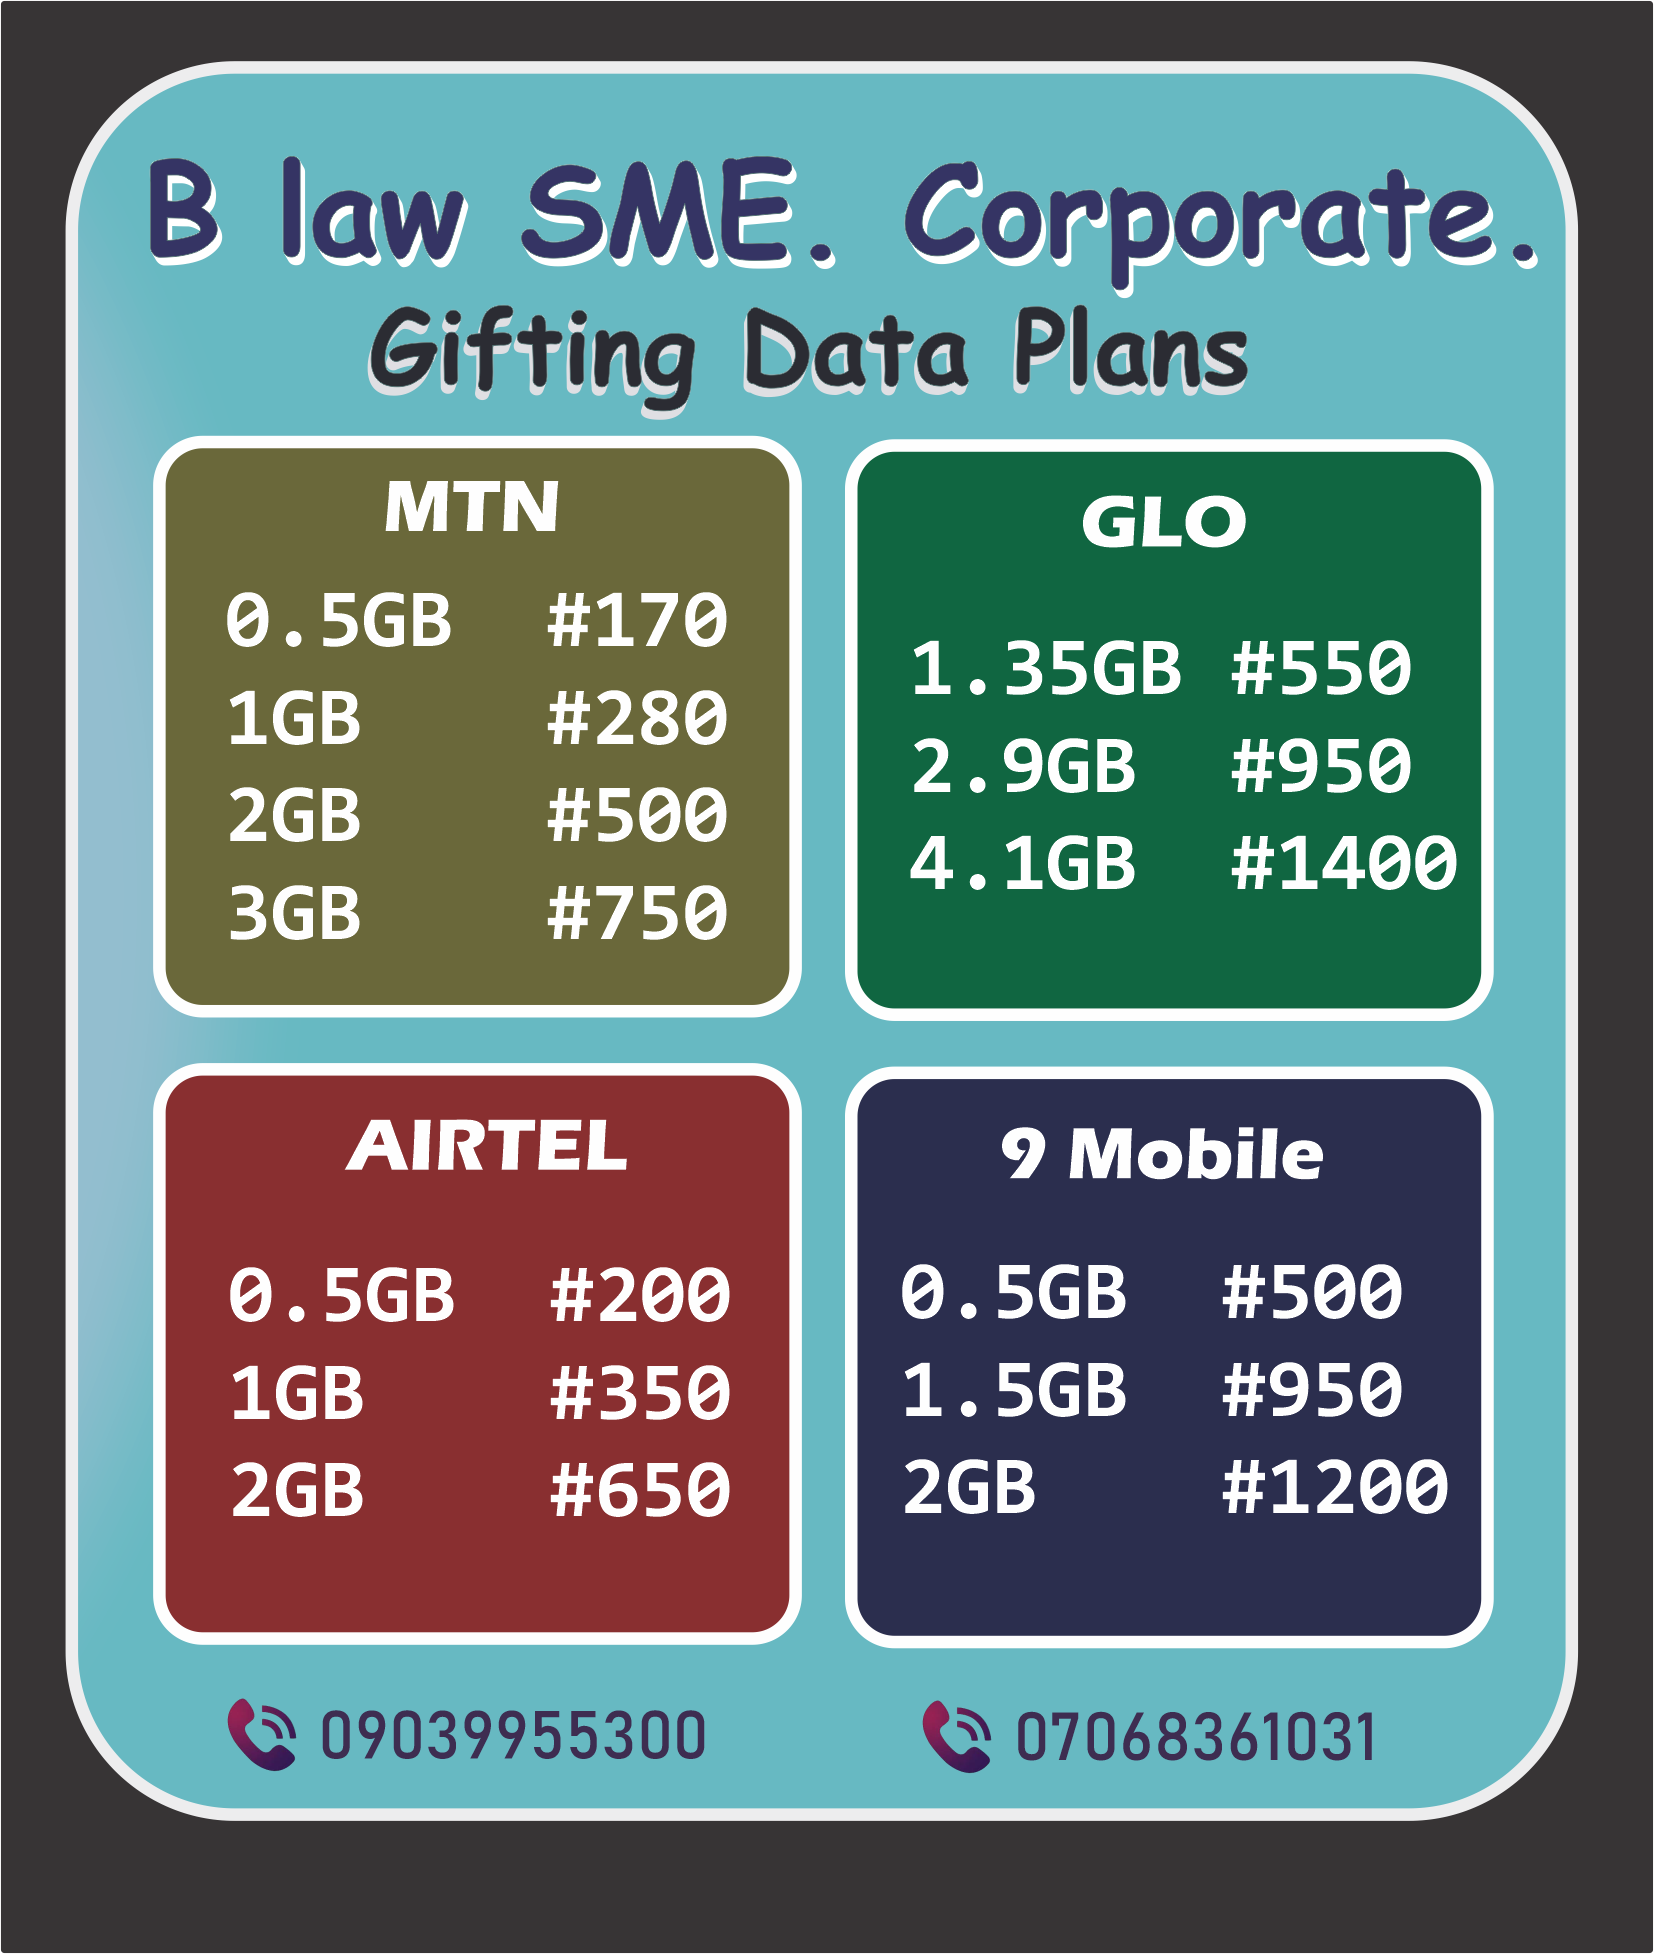 B law SME. Corporate.
Gifting Data Plans
MTN
0.5GB #170
1GB #280
2GB #500
3GB #750
GLO
1.35GB #550
2.9GB #950
4.1GB #1400
AIRTEL
0.5GB #200
1GB #350
2GB #650
9 Mobile
0.5GB #500
1.5GB #950
2GB #1200
09039955300
07068361031